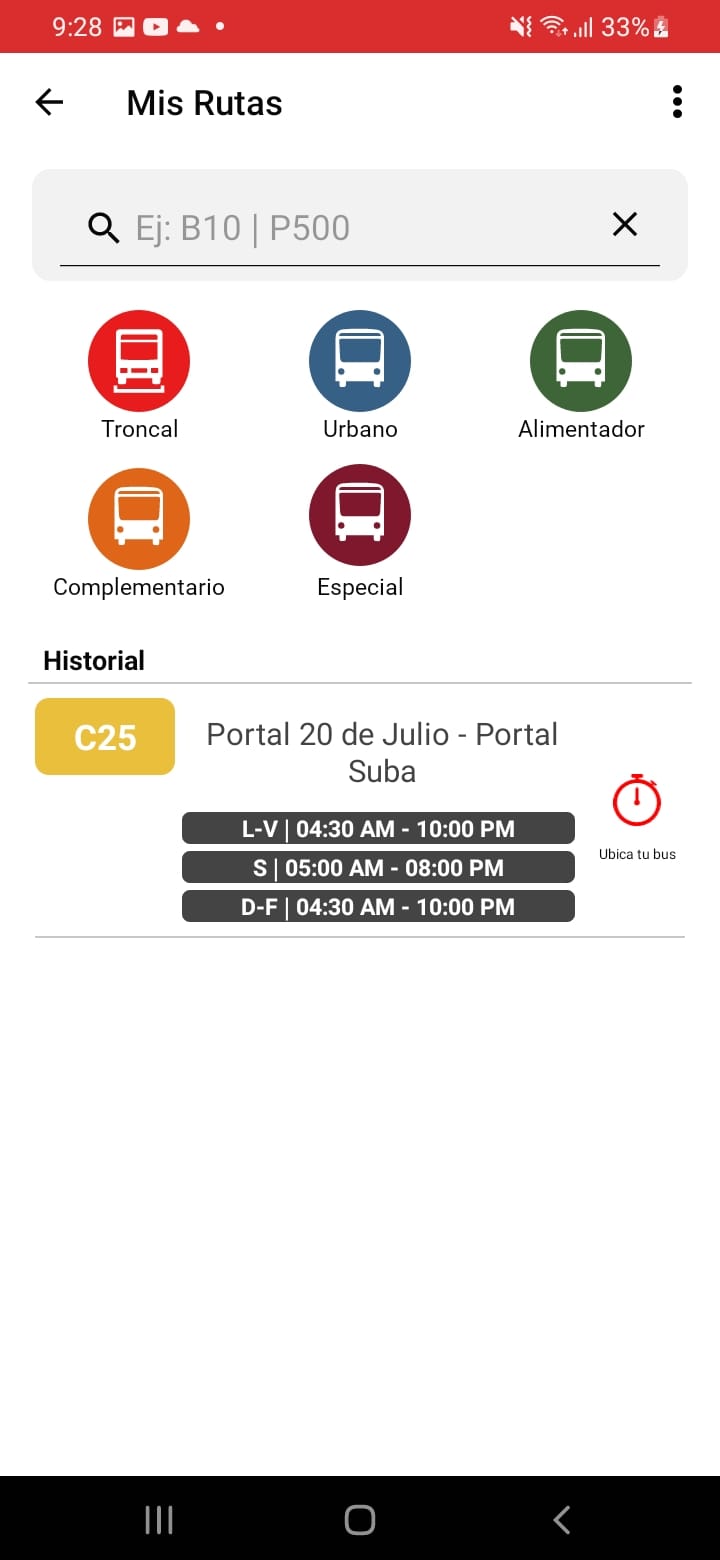 9:28 33%
Mis Rutas
Ej: B10 | P500
Troncal
Urbano
Alimentador
Complementario
Especial
Historial
C25
Portal 20 de Julio - Portal
Suba
L-V | 04:30 AM - 10:00 PM
S | 05:00 AM - 08:00 PM
D-F | 04:30 AM - 10:00 PM
Ubica tu bus